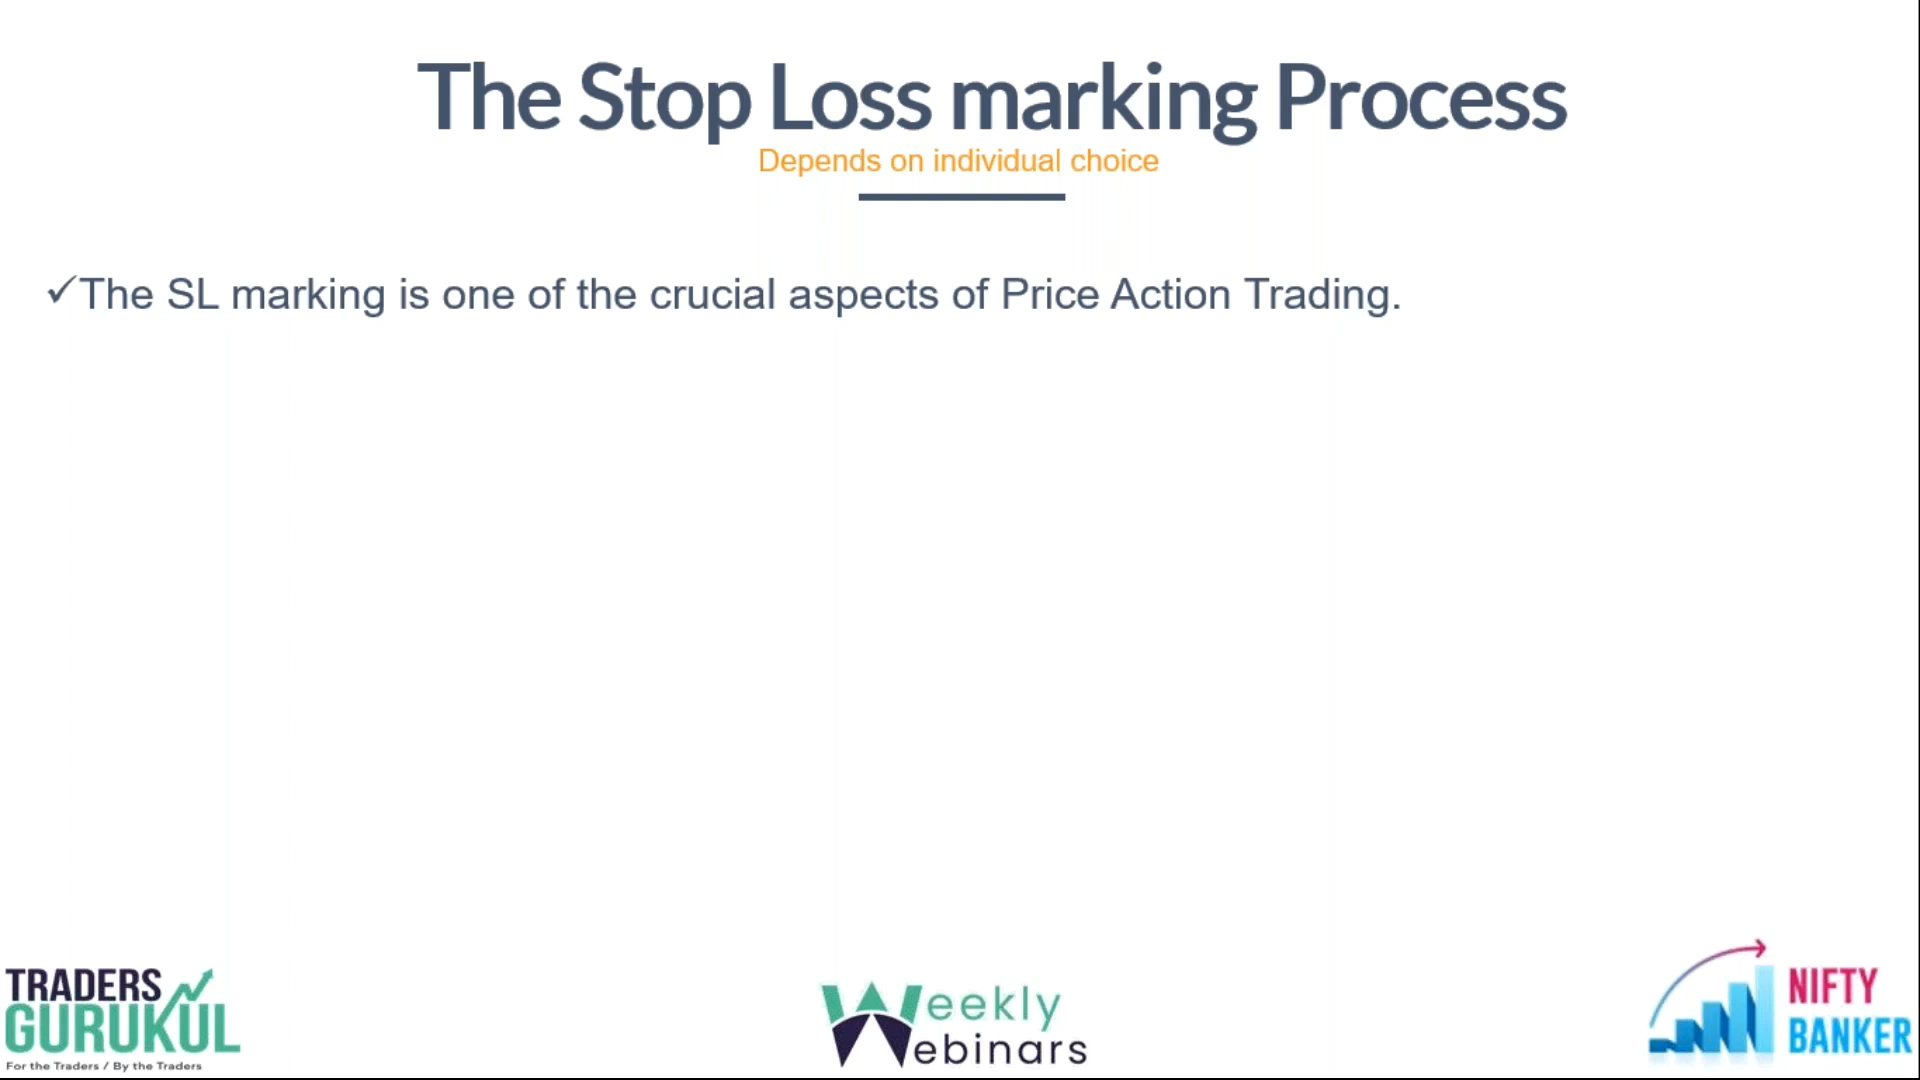 The Stop Loss marking Process
Depends on individual choice
✓The SL marking is one of the crucial aspects of Price Action Trading.
TRADERS
GURUKUL
For the Traders / By the Traders
Weekly
Webinars
NIFTY
BANKER